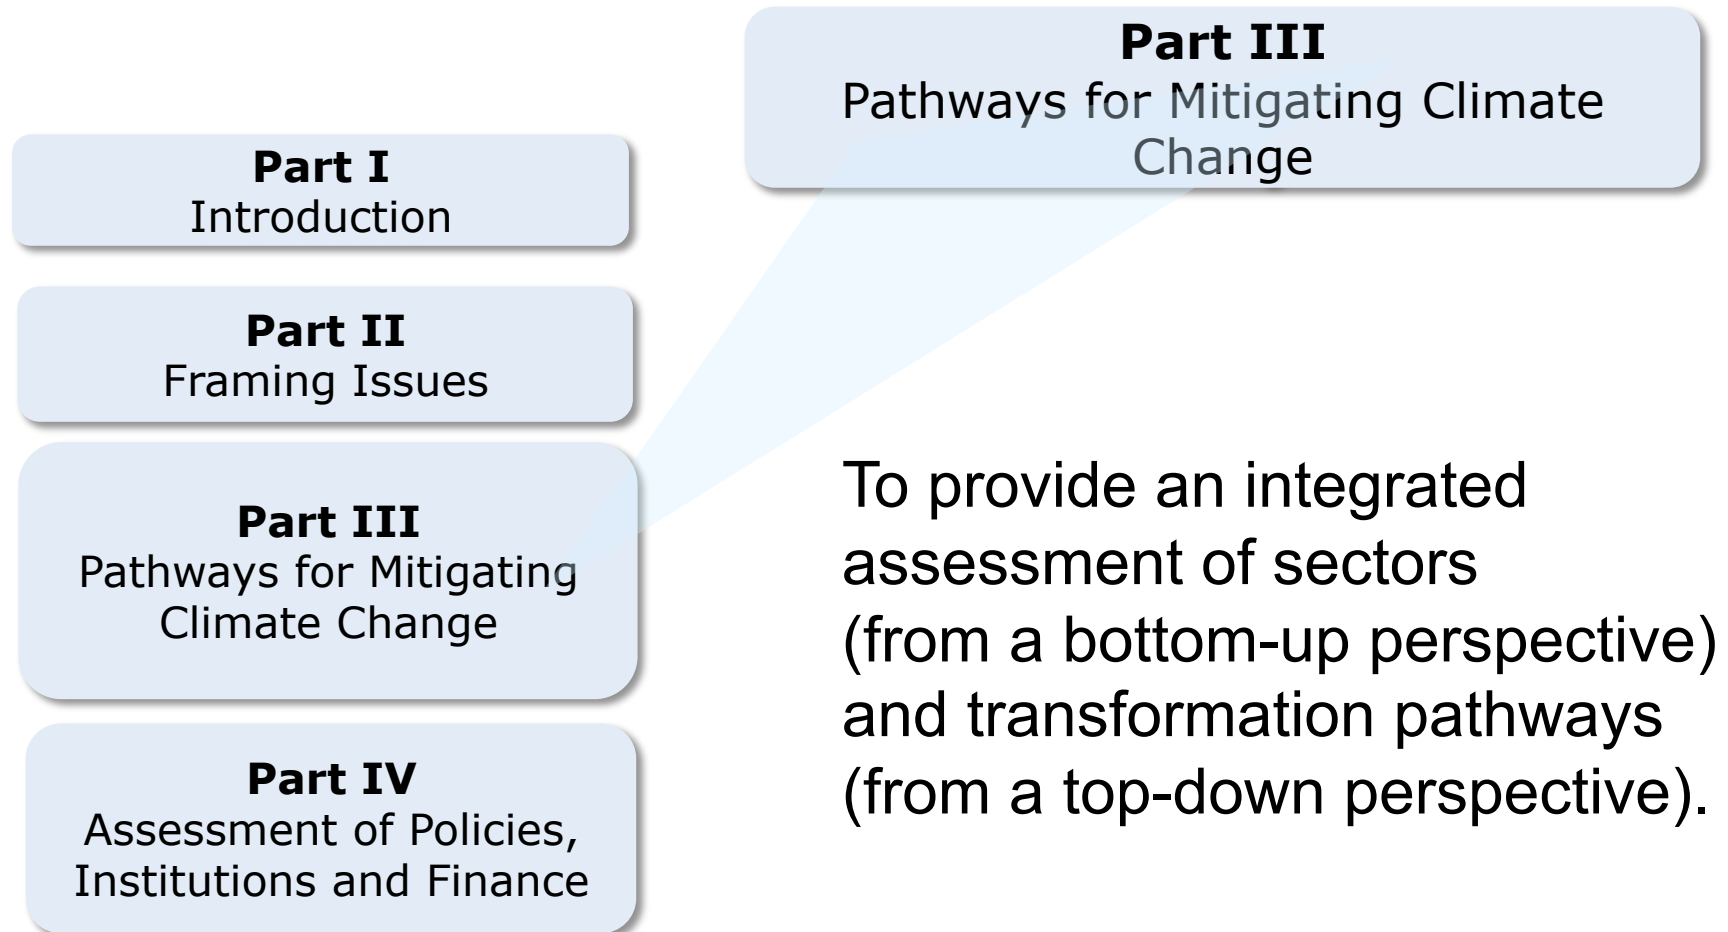 Part III
Pathways for Mitigating Climate
Change
Part I
Introduction
Part II
Framing Issues
Part III
Pathways for Mitigating
Climate Change
Part IV
Assessment of Policies,
Institutions and Finance
To provide an integrated
assessment of sectors
(from a bottom-up perspective)
and transformation pathways
(from a top-down perspective).